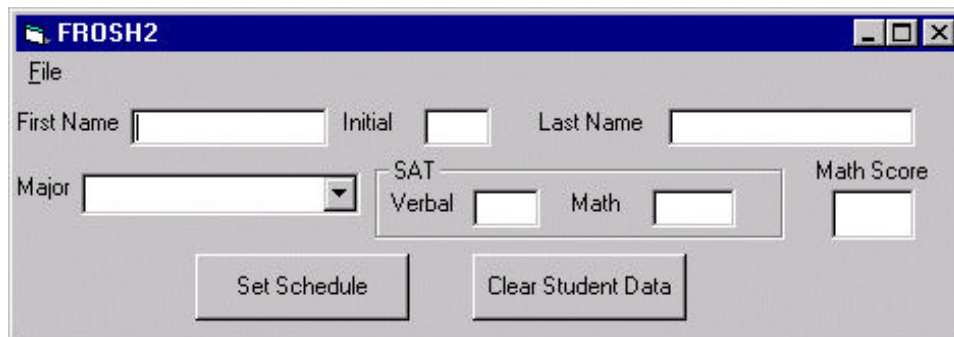 FROSH2
File
First Name Initial Last Name
Major SAT Math Score
Verbal Math
Set Schedule Clear Student Data